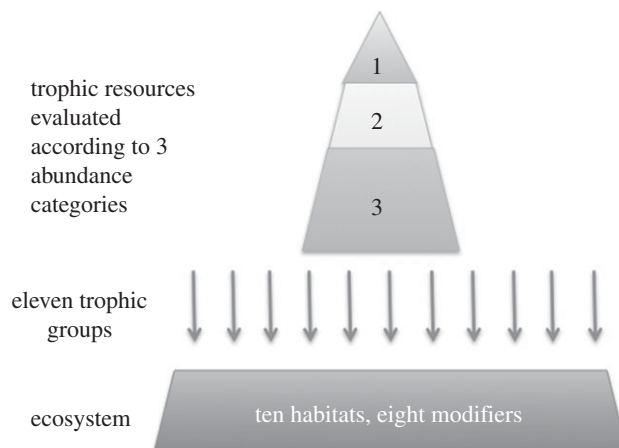 1
trophic resources
evaluated
according to 3
abundance
categories
2
3
eleven trophic
groups
ecosystem
ten habitats, eight modifiers